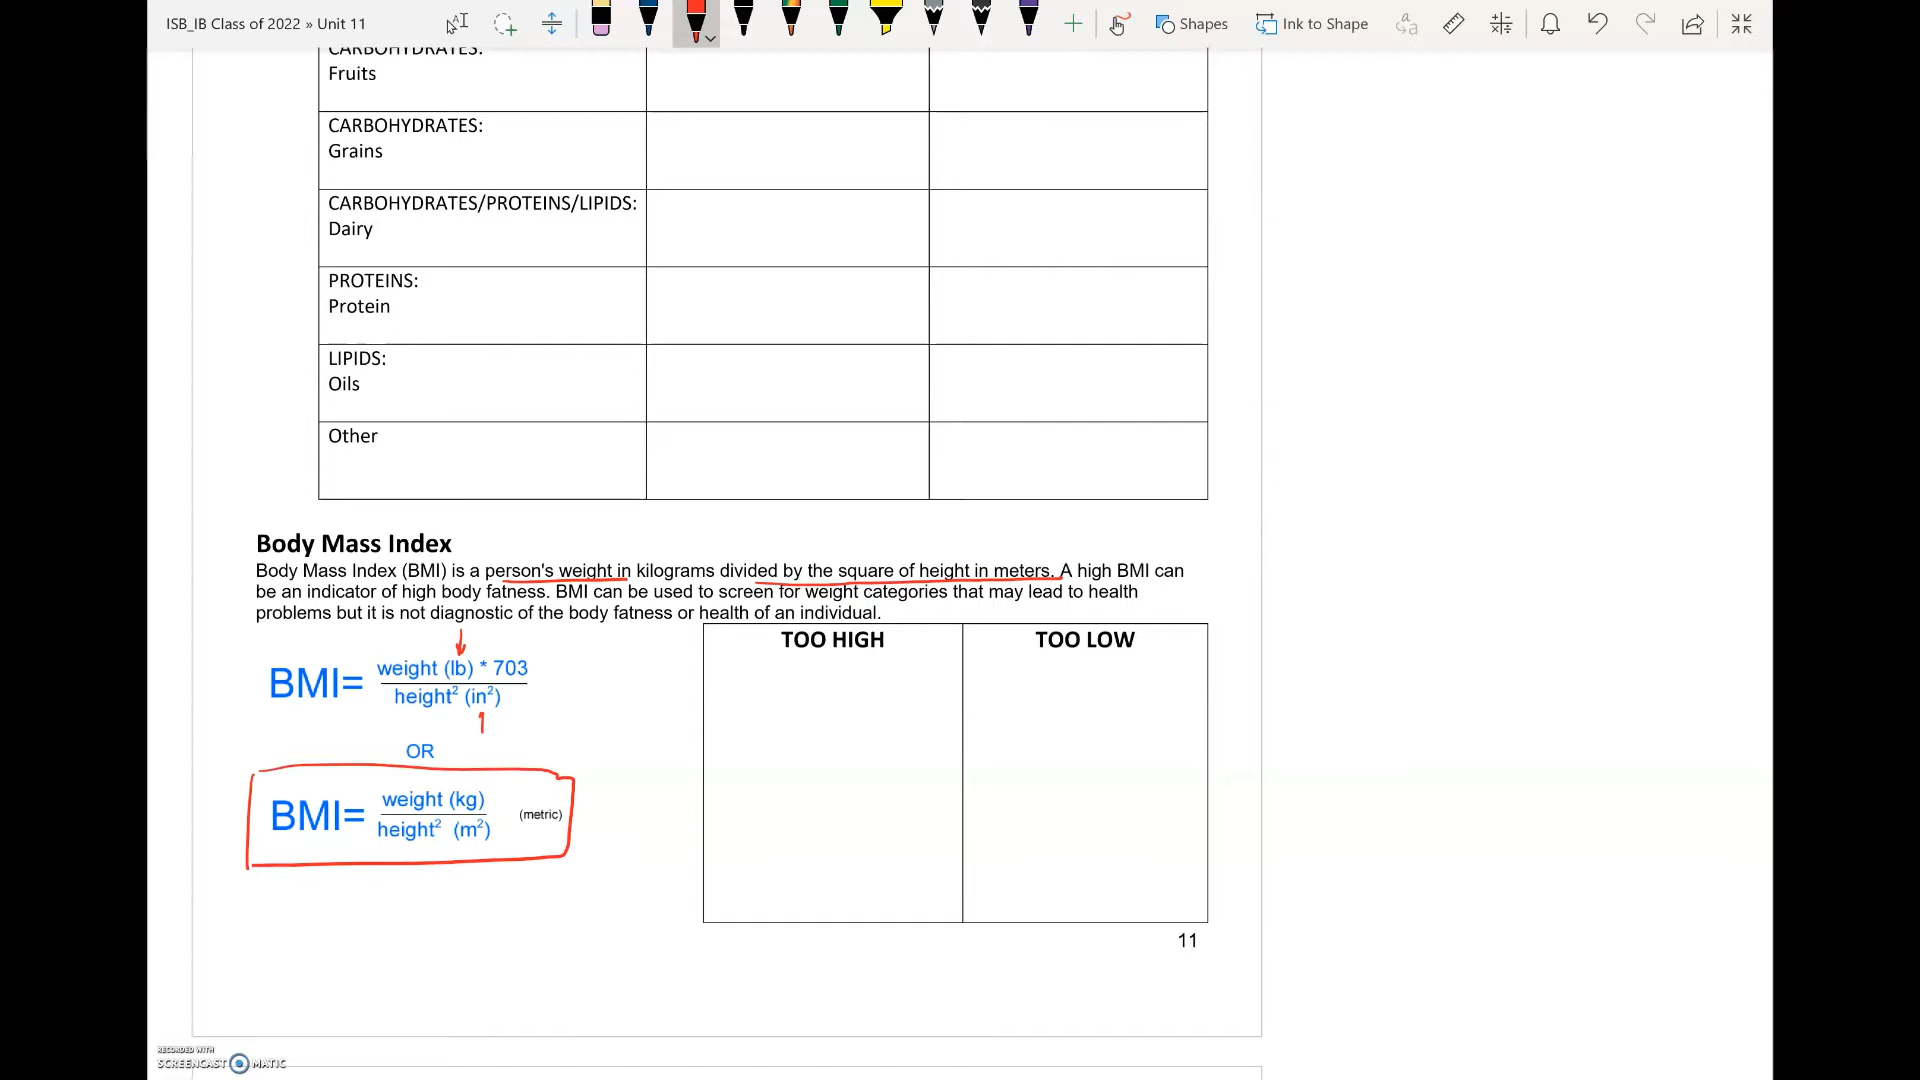 ISB_IB Class of 2022 » Unit 11
Shapes
Ink to Shape
CARBOHYDRATES:
Fruits
CARBOHYDRATES:
Grains
CARBOHYDRATES/PROTEINS/LIPIDS:
Dairy
PROTEINS:
Protein
LIPIDS:
Oils
Other
Body Mass Index
Body Mass Index (BMI) is a person's weight in kilograms divided by the square of height in meters. A high BMI can
be an indicator of high body fatness. BMI can be used to screen for weight categories that may lead to health
problems but it is not diagnostic of the body fatness or health of an individual.
TOO HIGH TOO LOW
BMI= weight (lb) * 703
height² (in²)
OR
BMI= weight (kg)
height² (m²) (metric)
11
RECORDED WITH
SCREENCAST MATIC